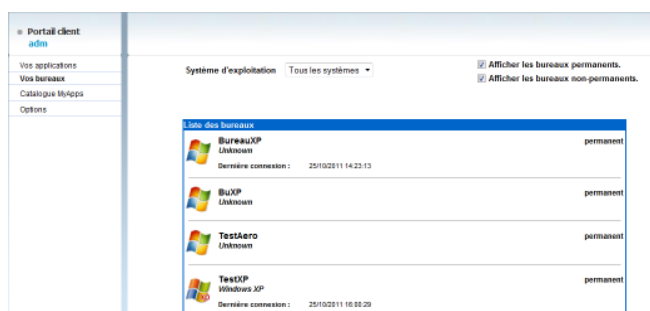 Portail client
adm
Vos applications
Vos bureaux
Catalogue MyApps
Options
Système d'exploitation Tous les systèmes
Afficher les bureaux permanents.
Afficher les bureaux non-permanents.
Liste des bureaux
BureauXP permanent
Unknown
Dernière connexion : 25/10/2011 14:23:13
BuXP permanent
Unknown
TestAero permanent
Unknown
TestXP permanent
Windows XP
Dernière connexion : 25/10/2011 16:00:29